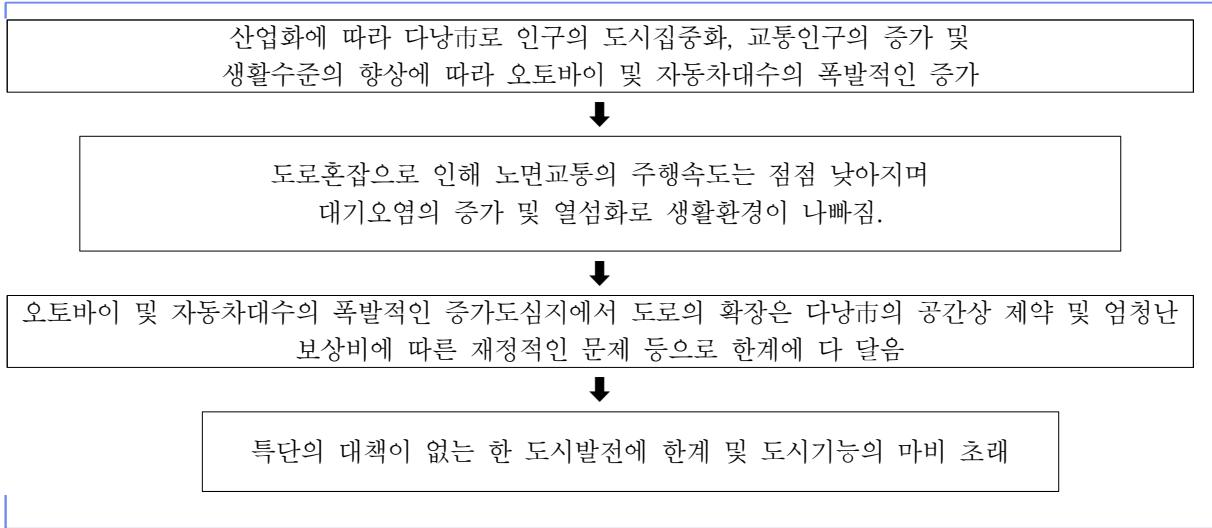 산업화에 따라 다낭市로 인구의 도시집중화, 교통인구의 증가 및
생활수준의 향상에 따라 오토바이 및 자동차대수의 폭발적인 증가
도로혼잡으로 인해 노면교통의 주행속도는 점점 낮아지며
대기오염의 증가 및 열섬화로 생활환경이 나빠짐.
오토바이 및 자동차대수의 폭발적인 증가도심지에서 도로의 확장은 다낭市의 공간상 제약 및 엄청난
보상비에 따른 재정적인 문제 등으로 한계에 다 달음
특단의 대책이 없는 한 도시발전에 한계 및 도시기능의 마비 초래